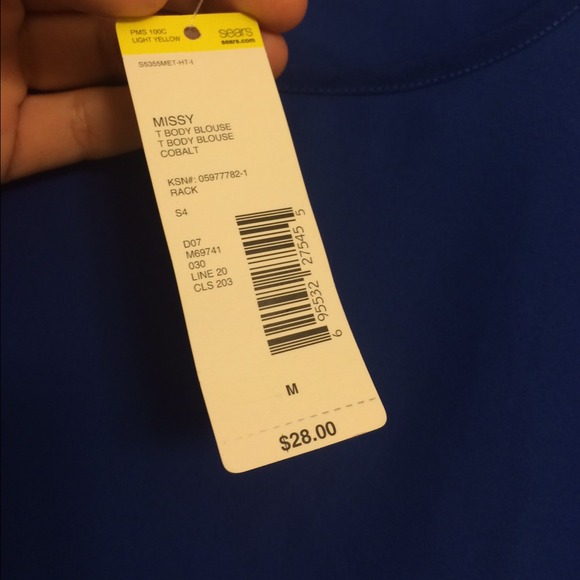 PMS 100C
LIGHT YELLOW
sears
sears.com
S5355MET-HT-I
MISSY
T BODY BLOUSE
T BODY BLOUSE
COBALT
KSN#: 05977782-1
RACK
S4
D07
M69741
030
LINE 20
CLS 203
6 95532 27545 5
M
$28.00